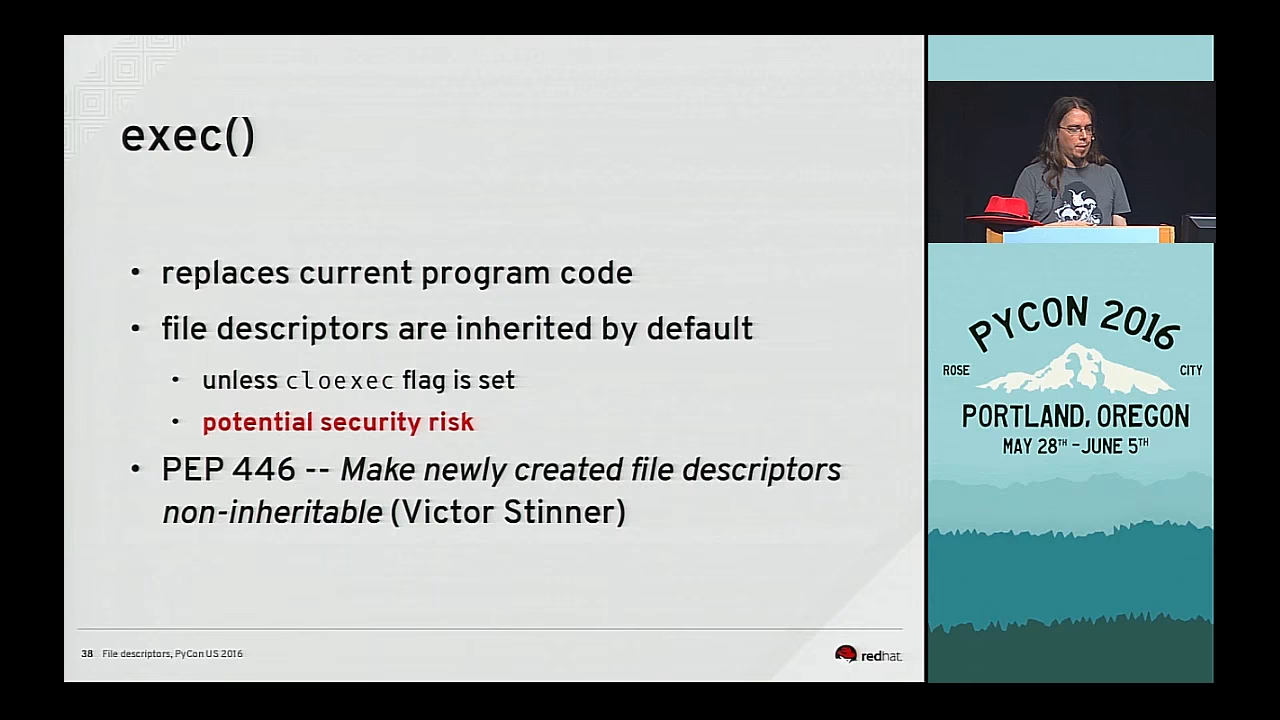 exec()
• replaces current program code
• file descriptors are inherited by default
• unless cloexec flag is set
• potential security risk
• PEP 446 -- Make newly created file descriptors
non-inheritable (Victor Stinner)
38 File descriptors, PyCon US 2016
redhat.
PYCON 2016
ROSE CITY
PORTLAND, OREGON
MAY 28TH - JUNE 5TH